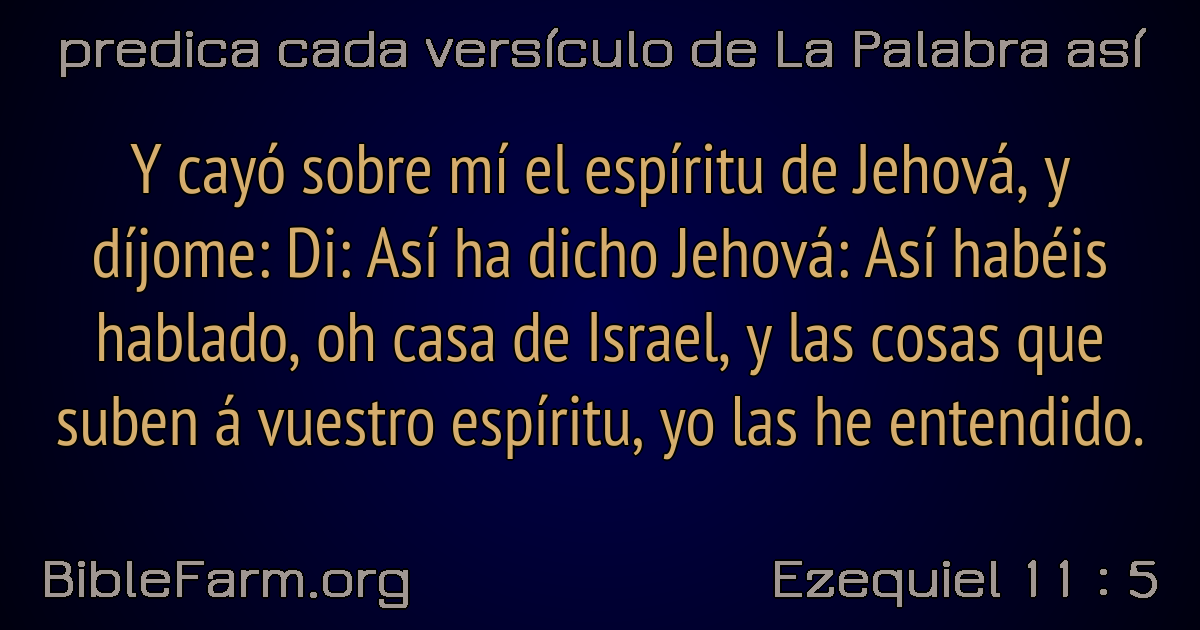 predica cada versículo de La Palabra así
Y cayó sobre mí el espíritu de Jehová, y
díjome: Di: Así ha dicho Jehová: Así habéis
hablado, oh casa de Israel, y las cosas que
suben á vuestro espíritu, yo las he entendido.
BibleFarm.org
Ezequiel 11 : 5